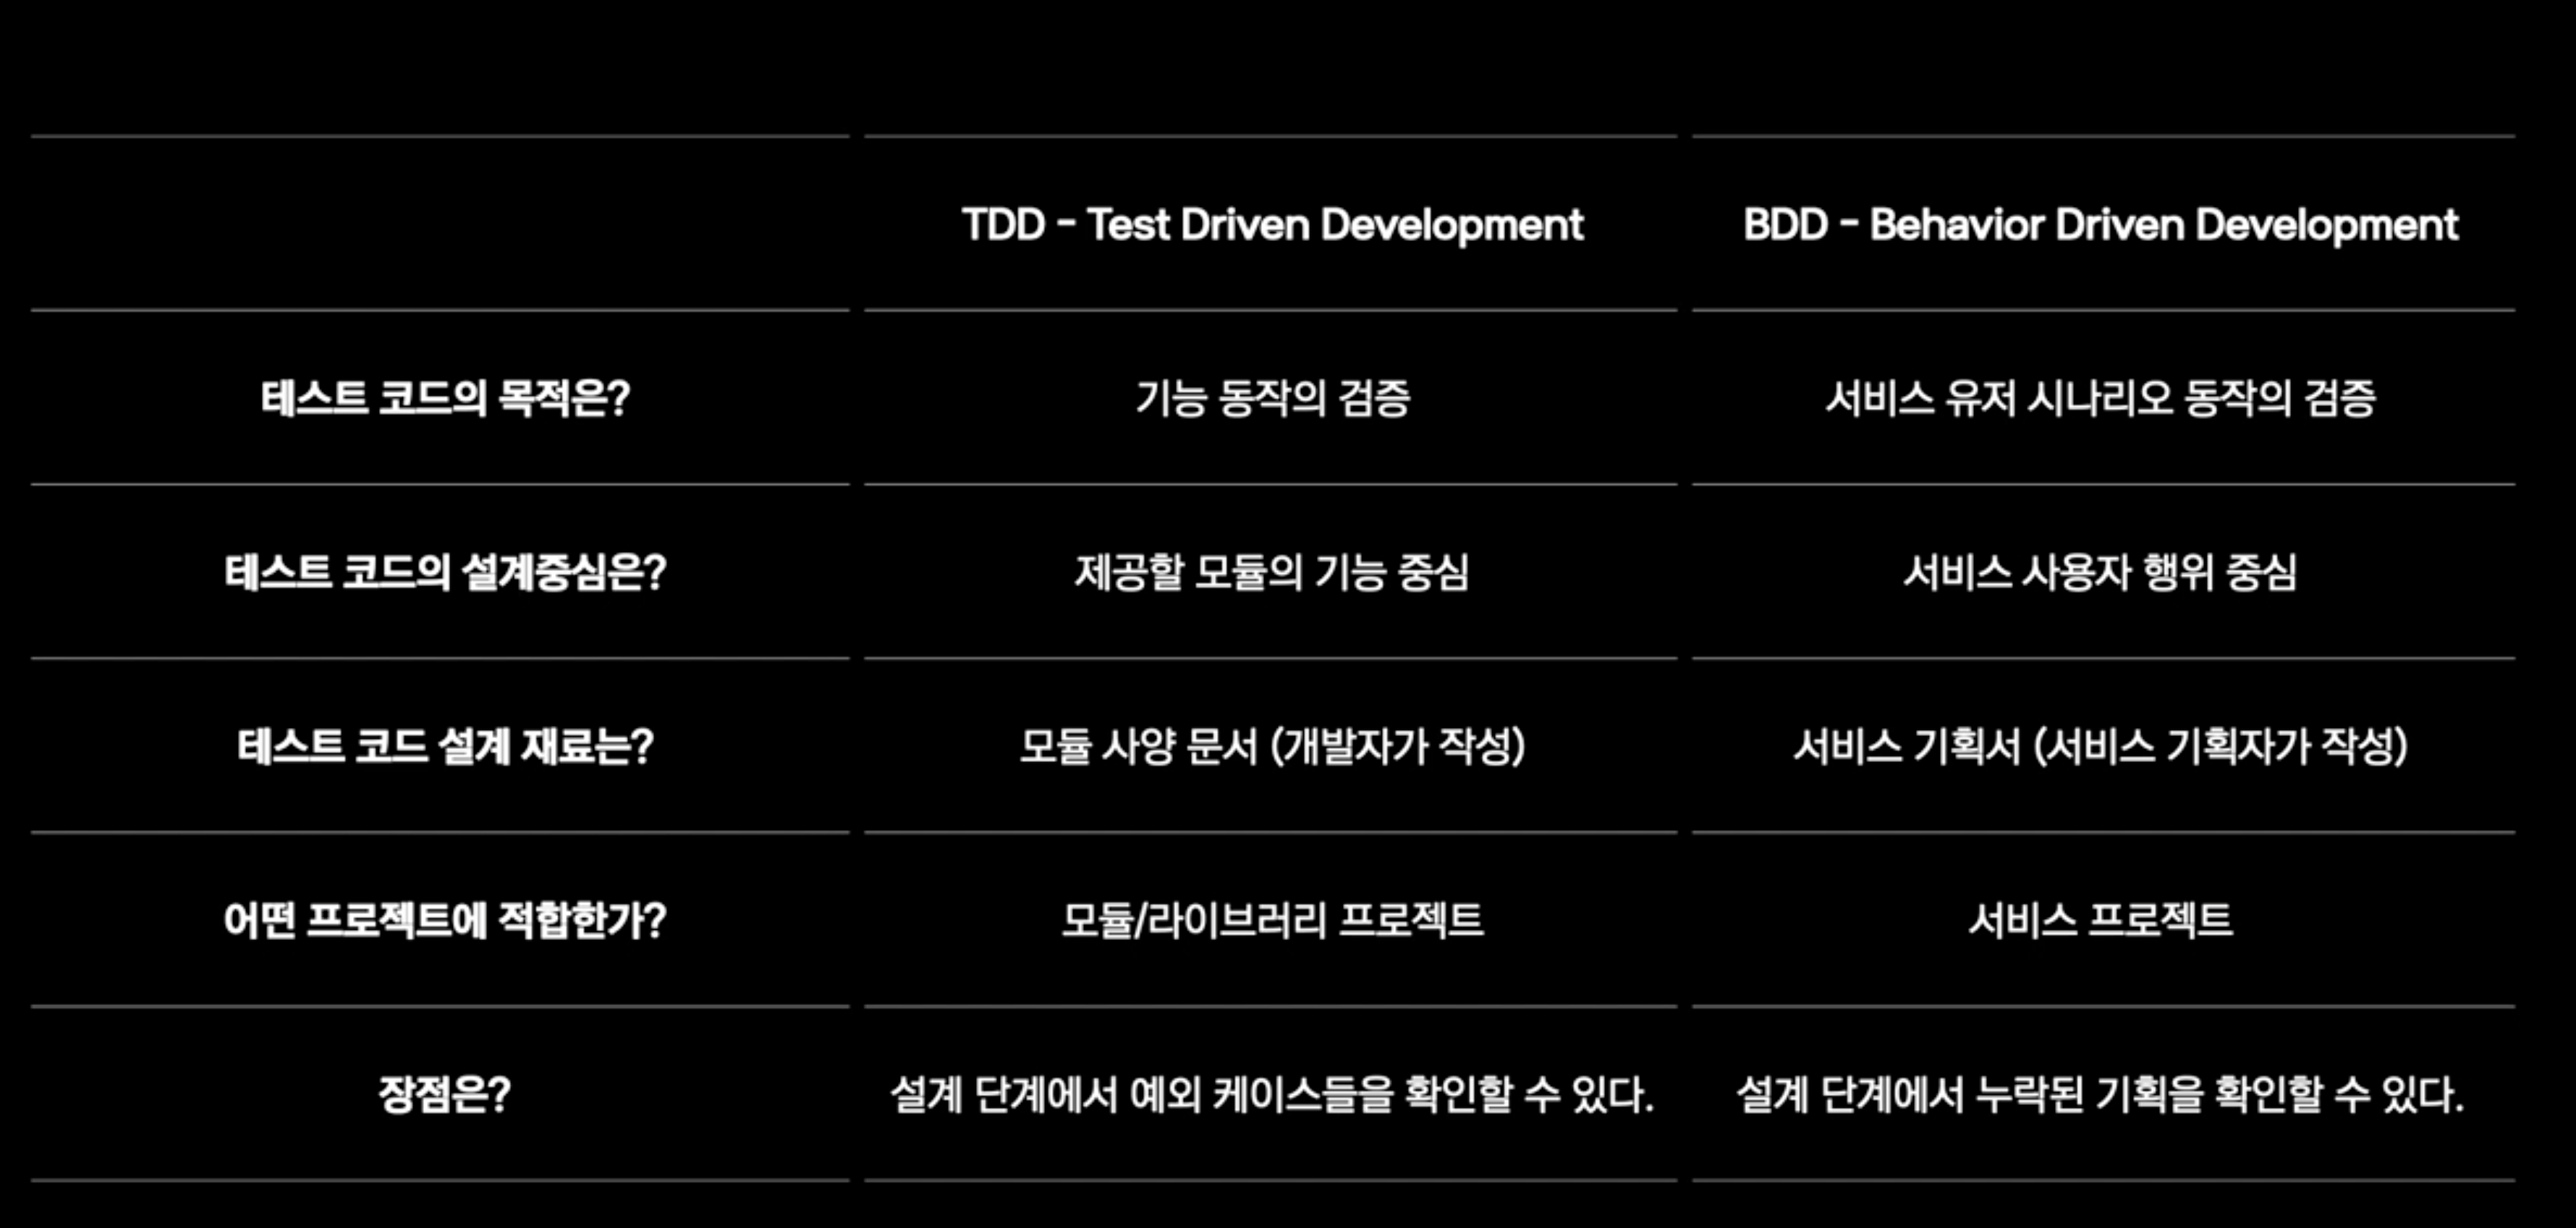 TDD - Test Driven Development
BDD - Behavior Driven Development
테스트 코드의 목적은?
기능 동작의 검증
서비스 유저 시나리오 동작의 검증
테스트 코드의 설계중심은?
제공할 모듈의 기능 중심
서비스 사용자 행위 중심
테스트 코드 설계 재료는?
모듈 사양 문서 (개발자가 작성)
서비스 기획서 (서비스 기획자가 작성)
어떤 프로젝트에 적합한가?
모듈/라이브러리 프로젝트
서비스 프로젝트
장점은?
설계 단계에서 예외 케이스들을 확인할 수 있다.
설계 단계에서 누락된 기획을 확인할 수 있다.